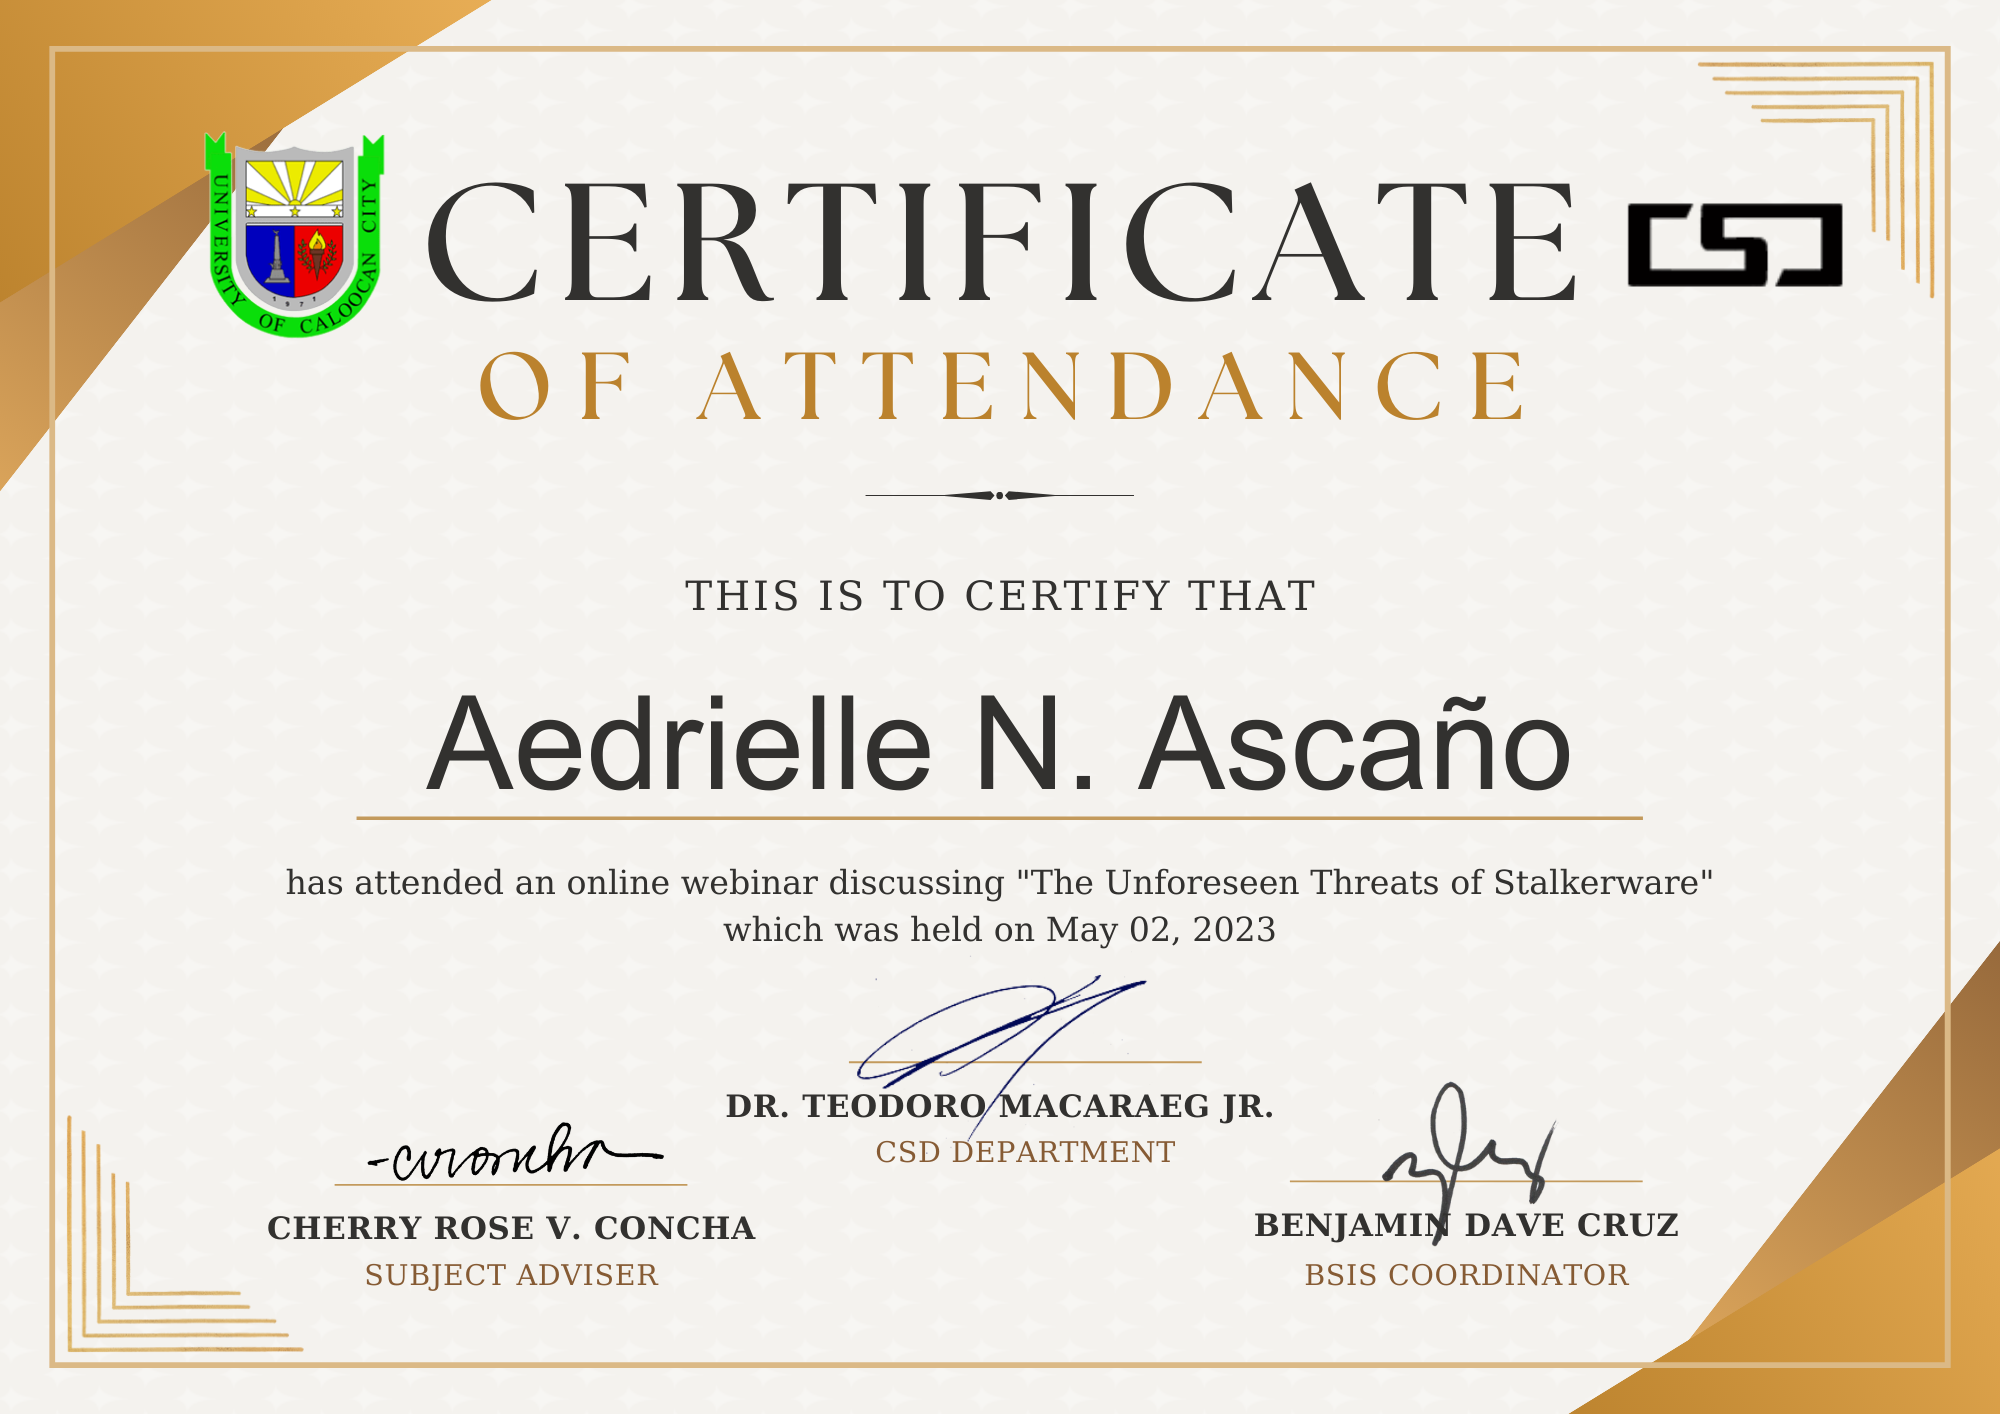 UNIVERSITY OF CALOOCAN CITY
1971
CERTIFICATE
CSD
OF ATTENDANCE
THIS IS TO CERTIFY THAT
Aedrielle N. Ascaño
has attended an online webinar discussing "The Unforeseen Threats of Stalkerware"
which was held on May 02, 2023
DR. TEODORO MACARAEG JR.
CSD DEPARTMENT
CHERRY ROSE V. CONCHA
SUBJECT ADVISER
BENJAMIN DAVE CRUZ
BSIS COORDINATOR